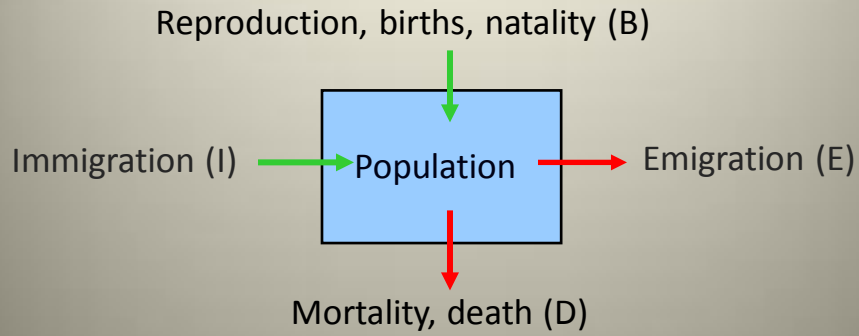 Reproduction, births, natality (B)
Immigration (I)
Population
Emigration (E)
Mortality, death (D)